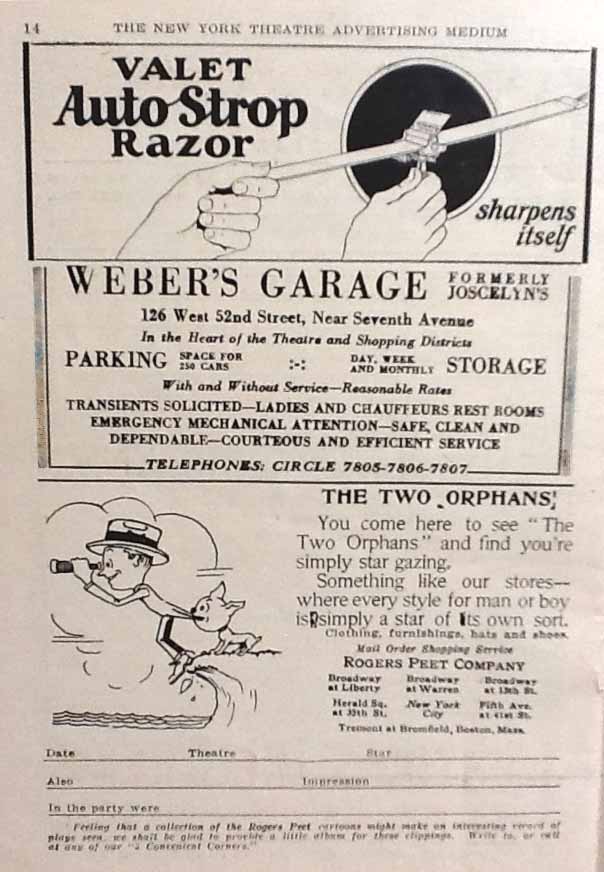 14 THE NEW YORK THEATRE ADVERTISING MEDIUM
VALET
Auto Strop
Razor
sharpens
itself
WEBER'S GARAGE FORMERLY JOSCELYN'S
126 West 52nd Street, Near Seventh Avenue
In the Heart of the Theatre and Shopping Districts
PARKING SPACE FOR 250 CARS :-: DAY, WEEK AND MONTHLY STORAGE
With and Without Service—Reasonable Rates
TRANSIENTS SOLICITED—LADIES AND CHAUFFEURS REST ROOMS
EMERGENCY MECHANICAL ATTENTION—SAFE, CLEAN AND
DEPENDABLE—COURTEOUS AND EFFICIENT SERVICE
TELEPHONES: CIRCLE 7805-7806-7807
THE TWO ORPHANS!
You come here to see "The
Two Orphans" and find you're
simply star gazing.
Something like our stores—
where every style for man or boy
is simply a star of its own sort.
Clothing, furnishings, hats and shoes.
Mail Order Shopping Service
ROGERS PEET COMPANY
Broadway Broadway Broadway
at Liberty at Warren at 13th St.
Herald Sq. New York Fifth Ave.
at 35th St. City at 41st St.
Tremont at Bromfield, Boston, Mass.
Date Theatre Star
Also Impression
In the party were
Feeling that a collection of the Rogers Peet cartoons might make an interesting record of
plays seen, we shall be glad to provide a little album for these clippings. Write to, or call
at any of our "5 Convenient Corners."